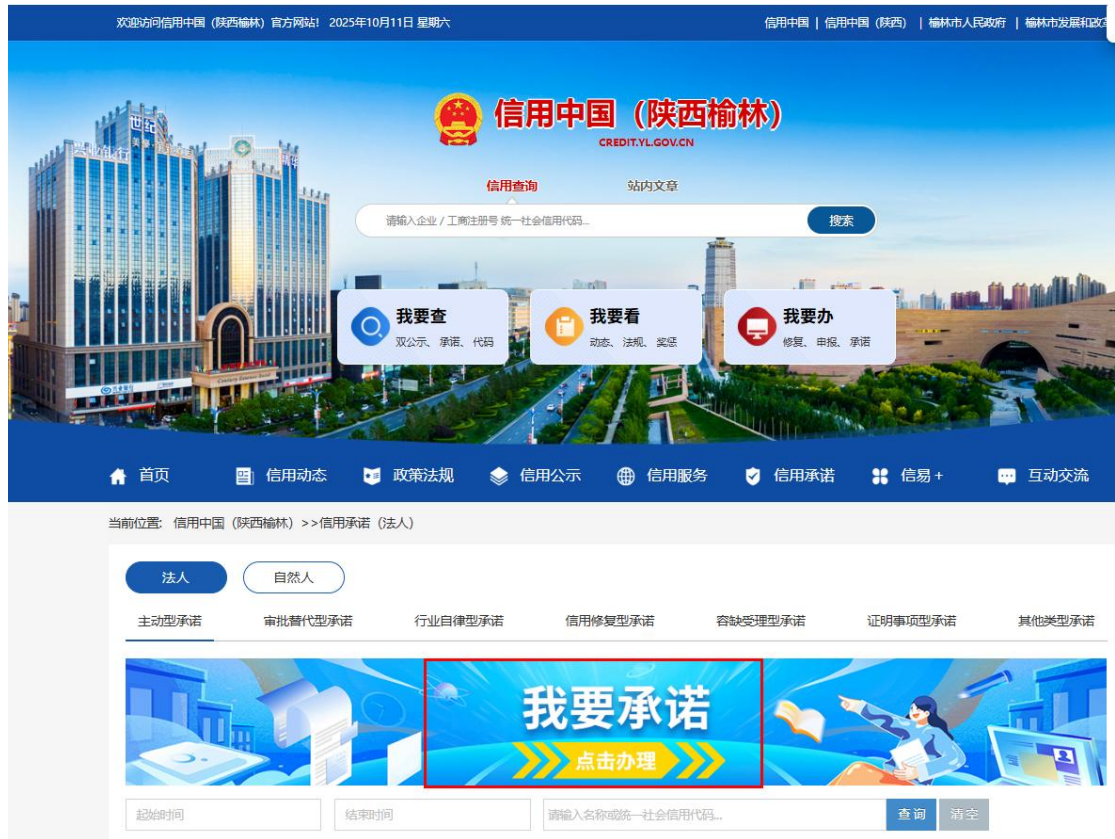 欢迎访问信用中国（陕西榆林）官方网站！ 2025年10月11日 星期六
信用中国 | 信用中国（陕西） | 榆林市人民政府 | 榆林市发展和改
信用中国（陕西榆林）
CREDIT.YL.GOV.CN
信用查询 站内文章
请输入企业 / 工商注册号 统一社会信用代码...
搜索
我要查
双公示、承诺、代码
我要看
动态、法规、奖惩
我要办
修复、申报、承诺
世纪
首页 信用动态 政策法规 信用公示 信用服务 信用承诺 信易+ 互动交流
当前位置: 信用中国（陕西榆林）>>信用承诺（法人）
法人 自然人
主动型承诺 审批替代型承诺 行业自律型承诺 信用修复型承诺 容缺受理型承诺 证明事项型承诺 其他类型承诺
我要承诺
点击办理
起始时间 结束时间 请输入名称或统一社会信用代码... 查询 清空